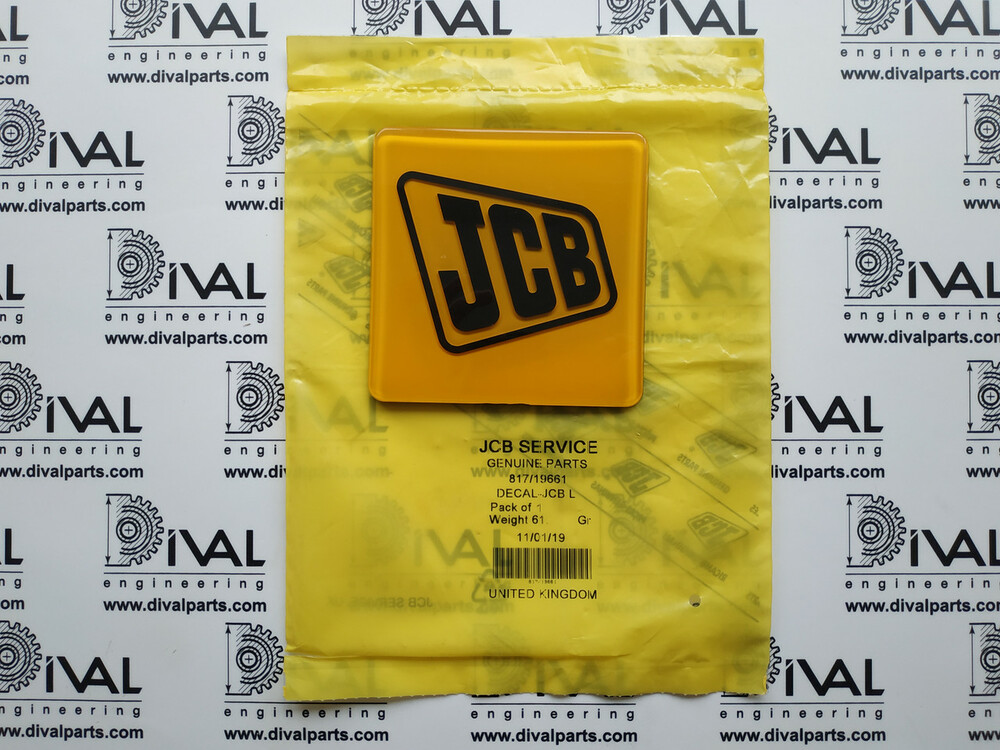 JCB
JCB SERVICE
GENUINE PARTS
817/19661
DECAL-JCB L
Pack of 1
Weight 61 Gr
11/01/19
UNITED KINGDOM
DIVAL
engineering
www.divalparts.com